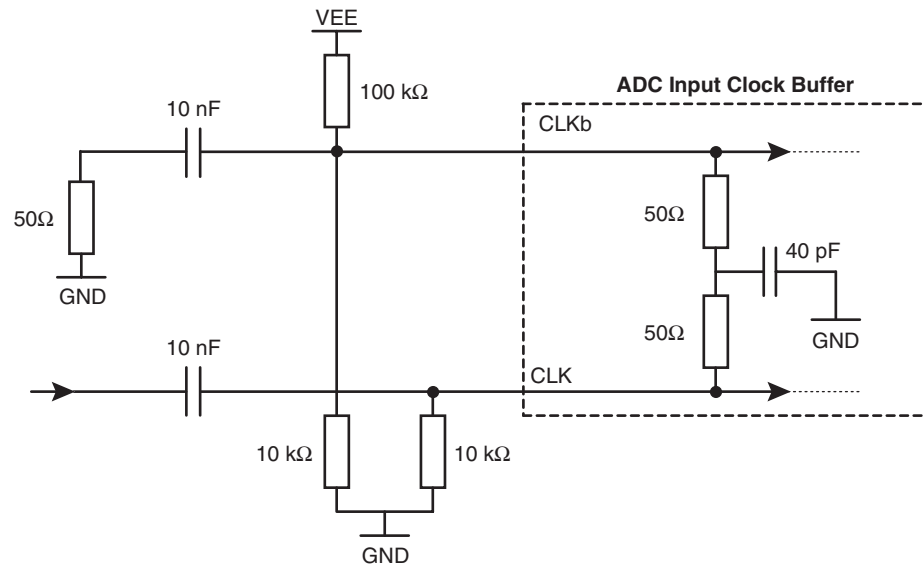 VEE
100 kΩ
ADC Input Clock Buffer
10 nF
CLKb
50Ω
50Ω
40 pF
GND
GND
50Ω
10 nF
CLK
10 kΩ
10 kΩ
GND